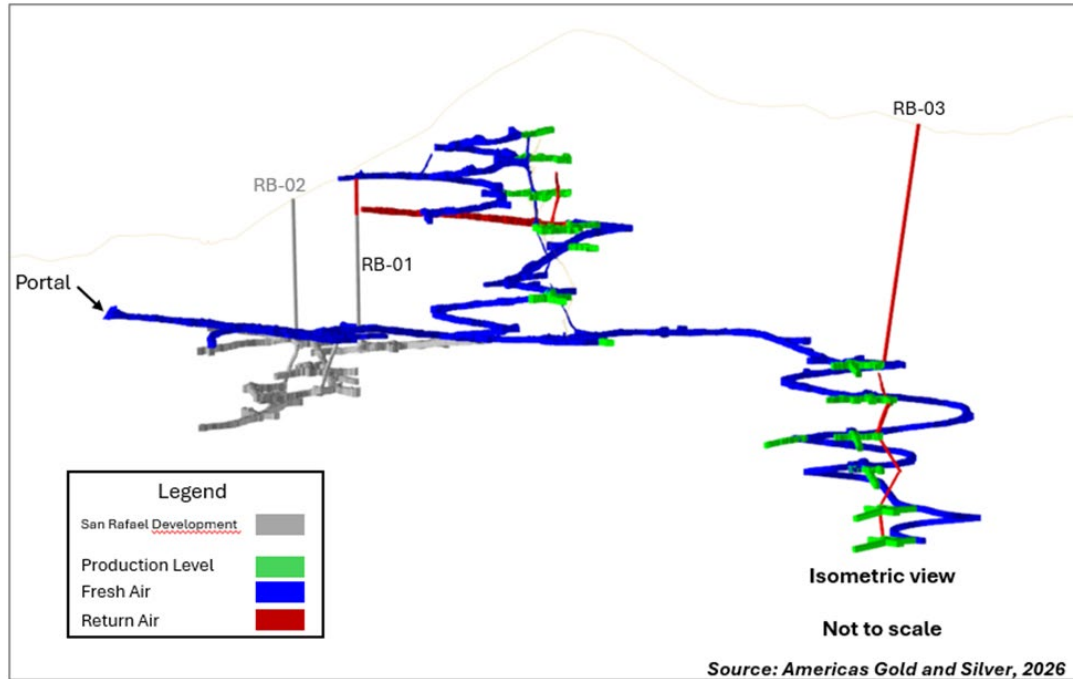 RB-03
RB-02
RB-01
Portal
Legend
San Rafael Development
Production Level
Fresh Air
Return Air
Isometric view
Not to scale
Source: Americas Gold and Silver, 2026